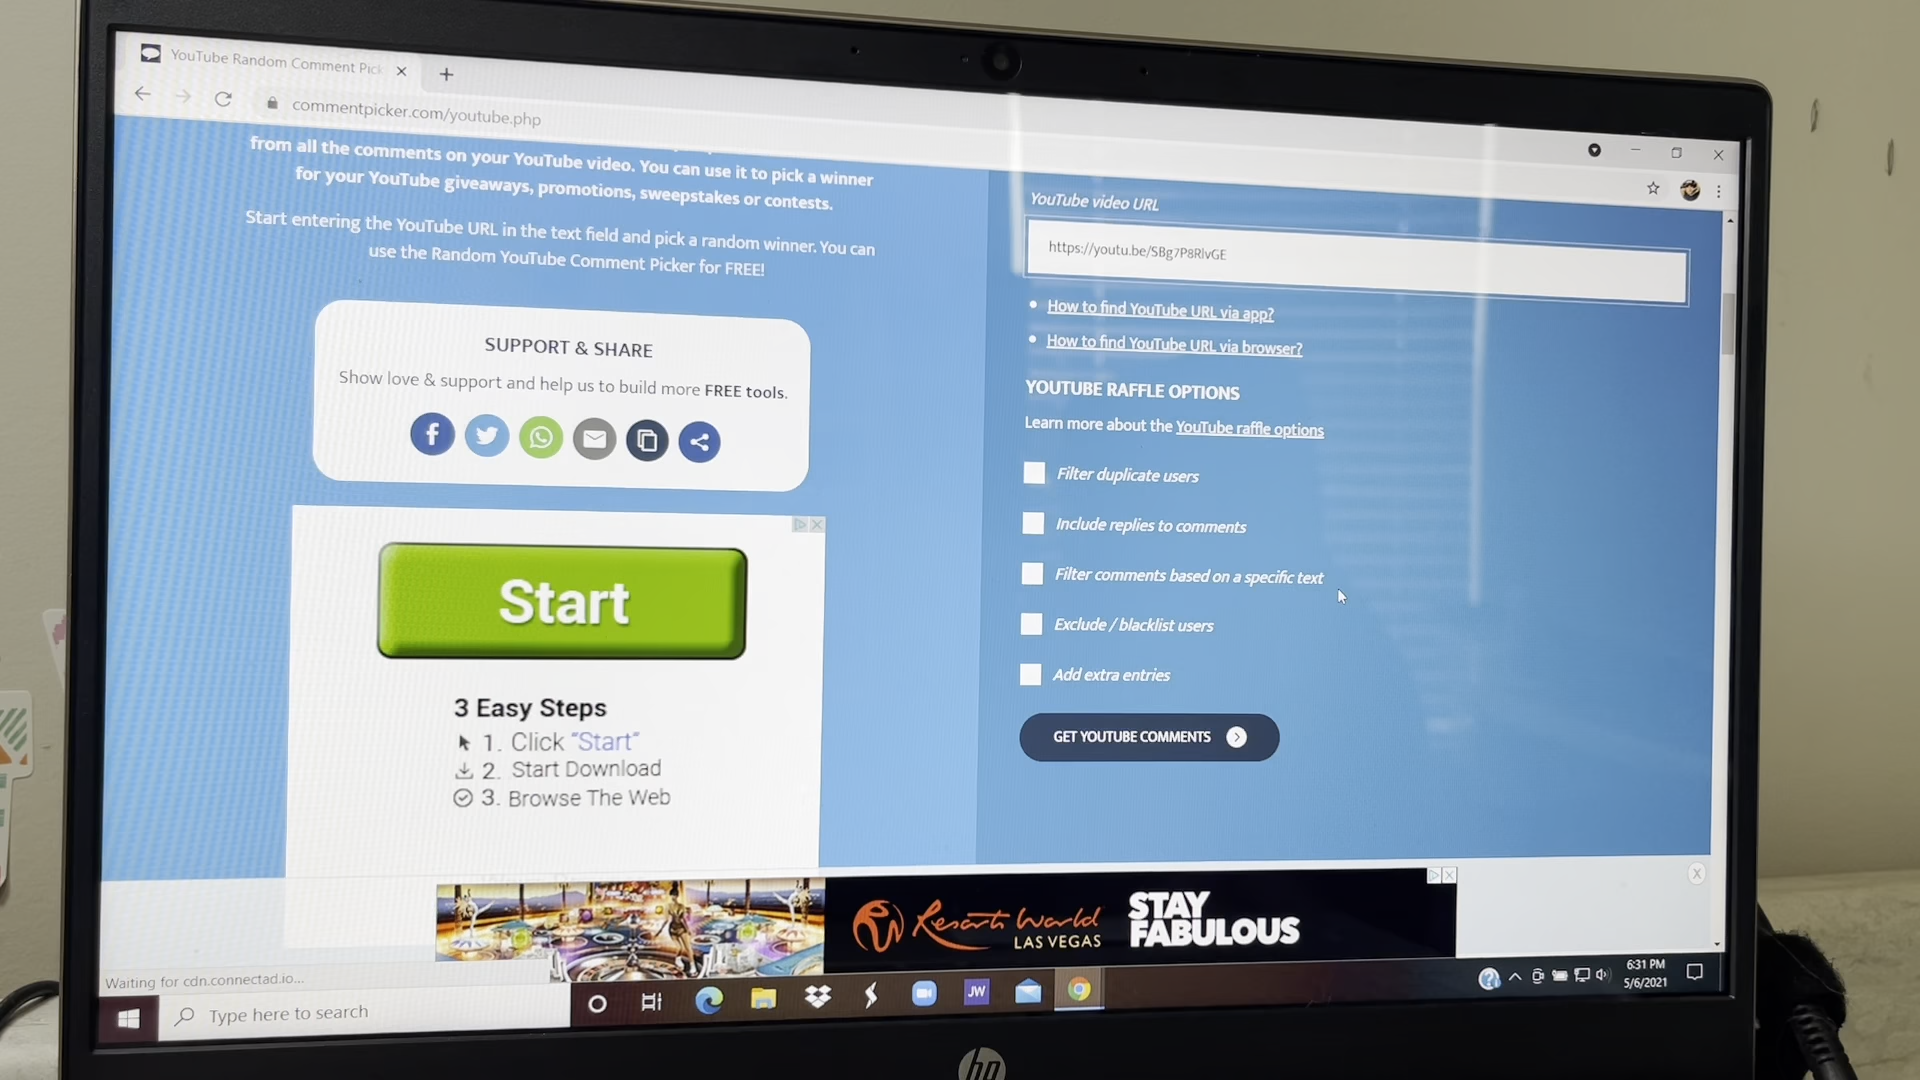 YouTube Random Comment Pick
commentpicker.com/youtube.php
from all the comments on your YouTube video. You can use it to pick a winner
for your YouTube giveaways, promotions, sweepstakes or contests.
Start entering the YouTube URL in the text field and pick a random winner. You can
use the Random YouTube Comment Picker for FREE!
SUPPORT & SHARE
Show love & support and help us to build more FREE tools.
Start
3 Easy Steps
1. Click "Start"
2. Start Download
3. Browse The Web
YouTube video URL
https://youtu.be/SBg7P8RlvGE
How to find YouTube URL via app?
How to find YouTube URL via browser?
YOUTUBE RAFFLE OPTIONS
Learn more about the YouTube raffle options
Filter duplicate users
Include replies to comments
Filter comments based on a specific text
Exclude / blacklist users
Add extra entries
GET YOUTUBE COMMENTS
Resorts World
LAS VEGAS
STAY
FABULOUS
Waiting for cdn.connectad.io...
Type here to search
JW
6:31 PM
5/6/2021
hp